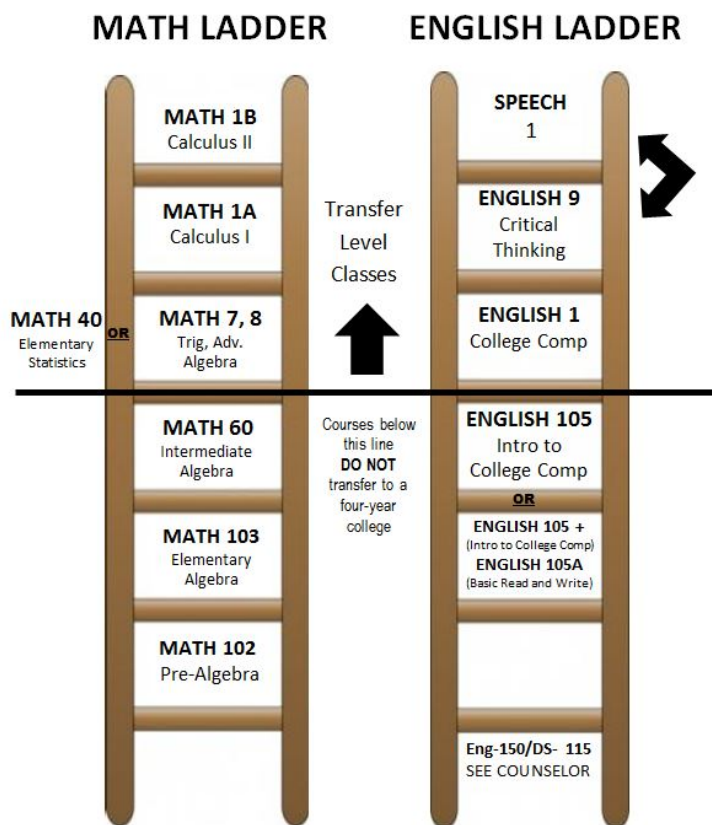 MATH LADDER
MATH 1B
Calculus II
MATH 1A
Calculus I
MATH 40
Elementary
Statistics
OR
MATH 7, 8
Trig, Adv.
Algebra
MATH 60
Intermediate
Algebra
MATH 103
Elementary
Algebra
MATH 102
Pre-Algebra
Transfer
Level
Classes
Courses below
this line
DO NOT
transfer to a
four-year
college
ENGLISH LADDER
SPEECH
1
ENGLISH 9
Critical
Thinking
ENGLISH 1
College Comp
ENGLISH 105
Intro to
College Comp
OR
ENGLISH 105 +
(Intro to College Comp)
ENGLISH 105A
(Basic Read and Write)
Eng-150/DS- 115
SEE COUNSELOR